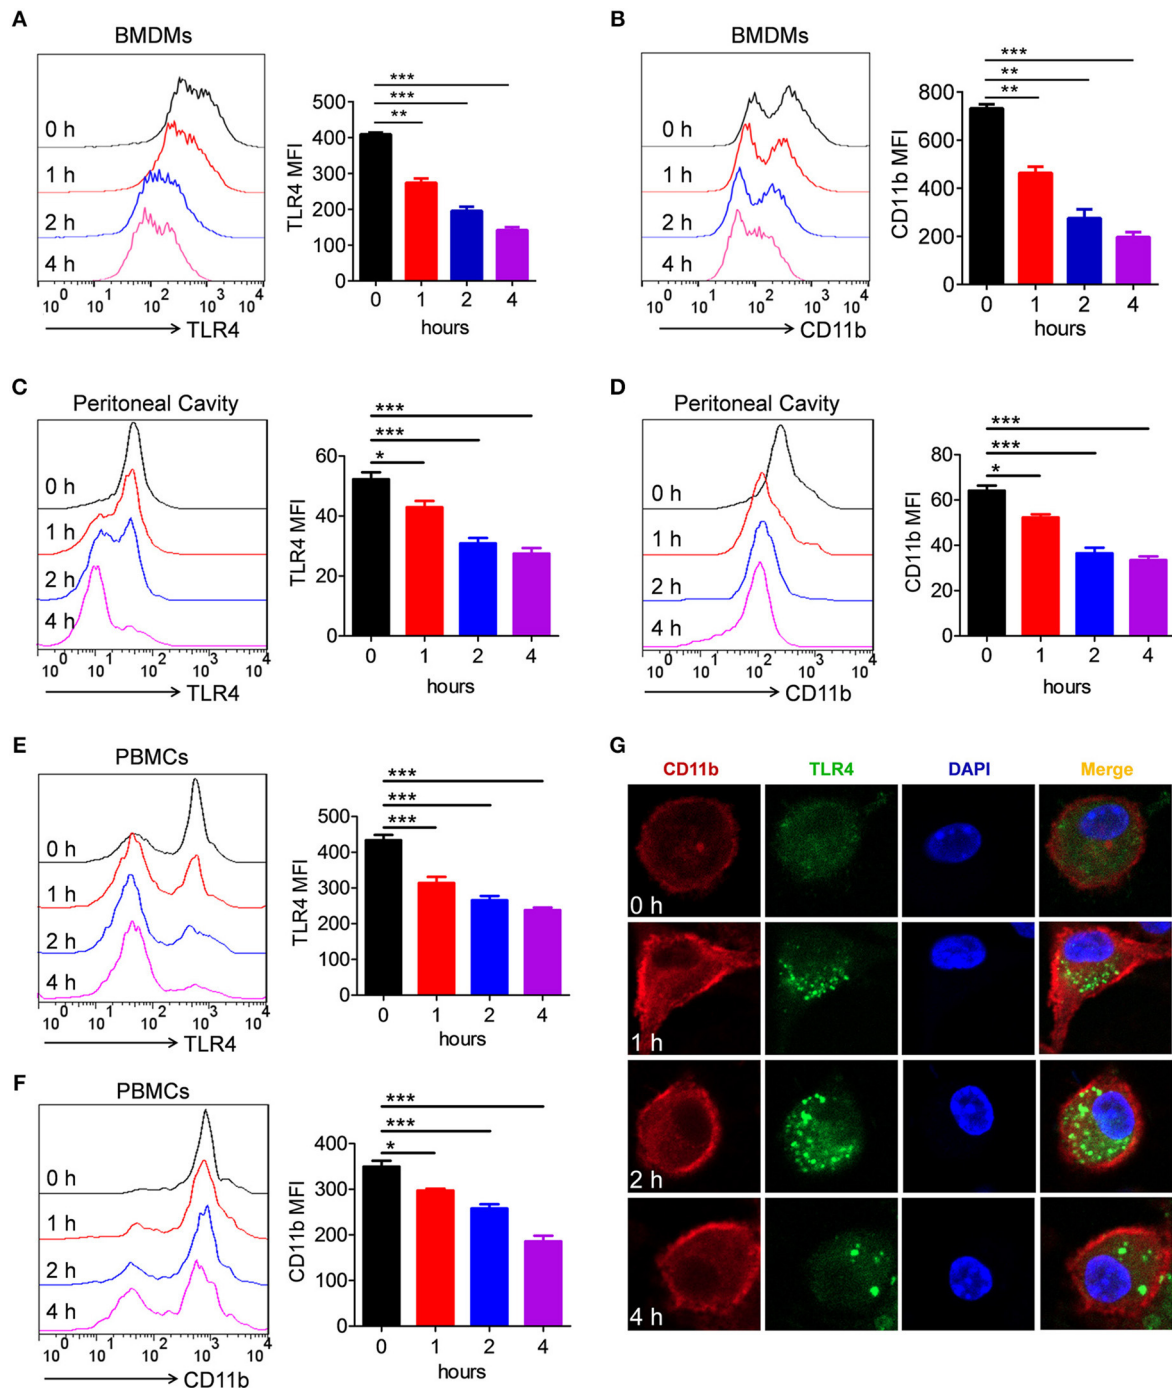 A
BMDMs
0 h
1 h
2 h
4 h
10^0 10^1 10^2 10^3 10^4
TLR4
TLR4 MFI
500
400
300
200
100
0
***
***
**
0 1 2 4
hours
B
BMDMs
0 h
1 h
2 h
4 h
10^0 10^1 10^2 10^3 10^4
CD11b
CD11b MFI
800
600
400
200
0
***
**
**
0 1 2 4
hours
C
Peritoneal Cavity
0 h
1 h
2 h
4 h
10^0 10^1 10^2 10^3 10^4
TLR4
TLR4 MFI
60
40
20
0
***
***
*
0 1 2 4
hours
D
Peritoneal Cavity
0 h
1 h
2 h
4 h
10^0 10^1 10^2 10^3 10^4
CD11b
CD11b MFI
80
60
40
20
0
***
***
*
0 1 2 4
hours
E
PBMCs
0 h
1 h
2 h
4 h
10^0 10^1 10^2 10^3 10^4
TLR4
TLR4 MFI
500
400
300
200
100
0
***
***
***
0 1 2 4
hours
F
PBMCs
0 h
1 h
2 h
4 h
10^0 10^1 10^2 10^3 10^4
CD11b
CD11b MFI
400
300
200
100
0
***
***
*
0 1 2 4
hours
G
CD11b TLR4 DAPI Merge
0 h
1 h
2 h
4 h